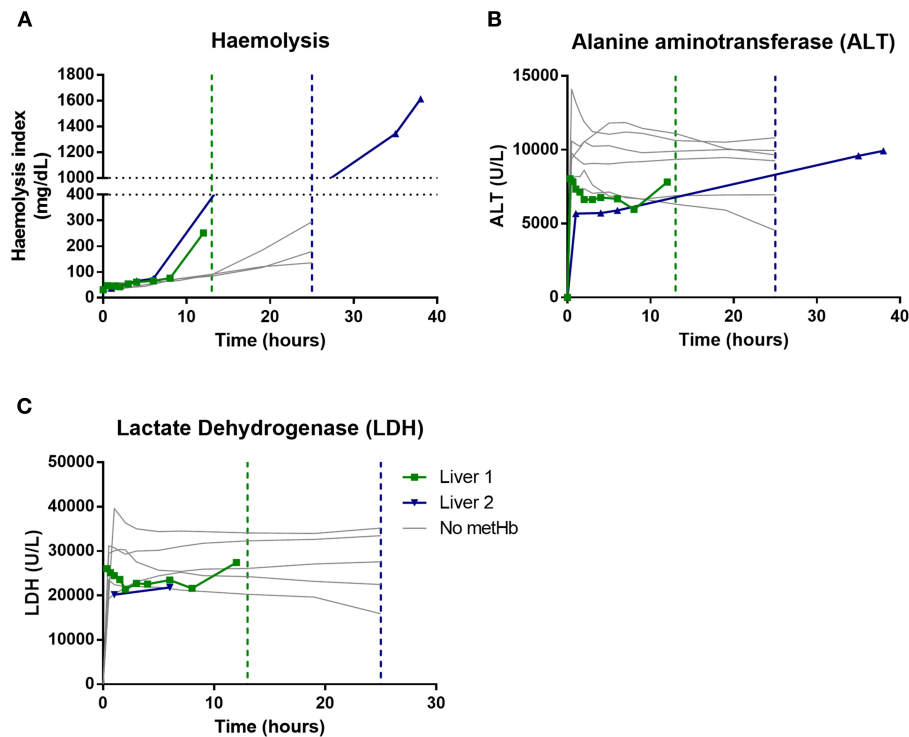 A
Haemolysis
Haemolysis index
(mg/dL)
1800
1600
1400
1200
1000
400
300
200
100
0
0 10 20 30 40
Time (hours)
B
Alanine aminotransferase (ALT)
ALT (U/L)
15000
10000
5000
0
0 10 20 30 40
Time (hours)
C
Lactate Dehydrogenase (LDH)
LDH (U/L)
50000
40000
30000
20000
10000
0
0 10 20 30
Time (hours)
Liver 1
Liver 2
No metHb